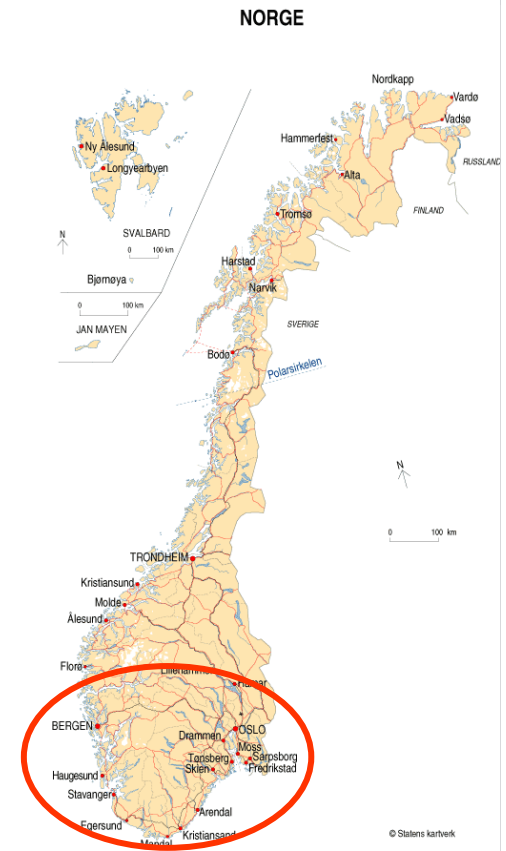 NORGE
Nordkapp
Vardø
Vadsø
Hammerfest
RUSSLAND
Alta
Ny Ålesund
Longyearbyen
FINLAND
Tromsø
N
SVALBARD
0 100 km
Harstad
Bjørnøya
Narvik
0 100 km
SVERIGE
JAN MAYEN
Bodø
Polarsirkelen
N
0 100 km
TRONDHEIM
Kristiansund
Molde
Ålesund
Florø
Lillehammer
Hamar
BERGEN
OSLO
Drammen
Moss
Tønsberg
Sarpsborg
Skien
Fredrikstad
Haugesund
Stavanger
Arendal
Egersund
Kristiansand
Mandal
© Statens kartverk